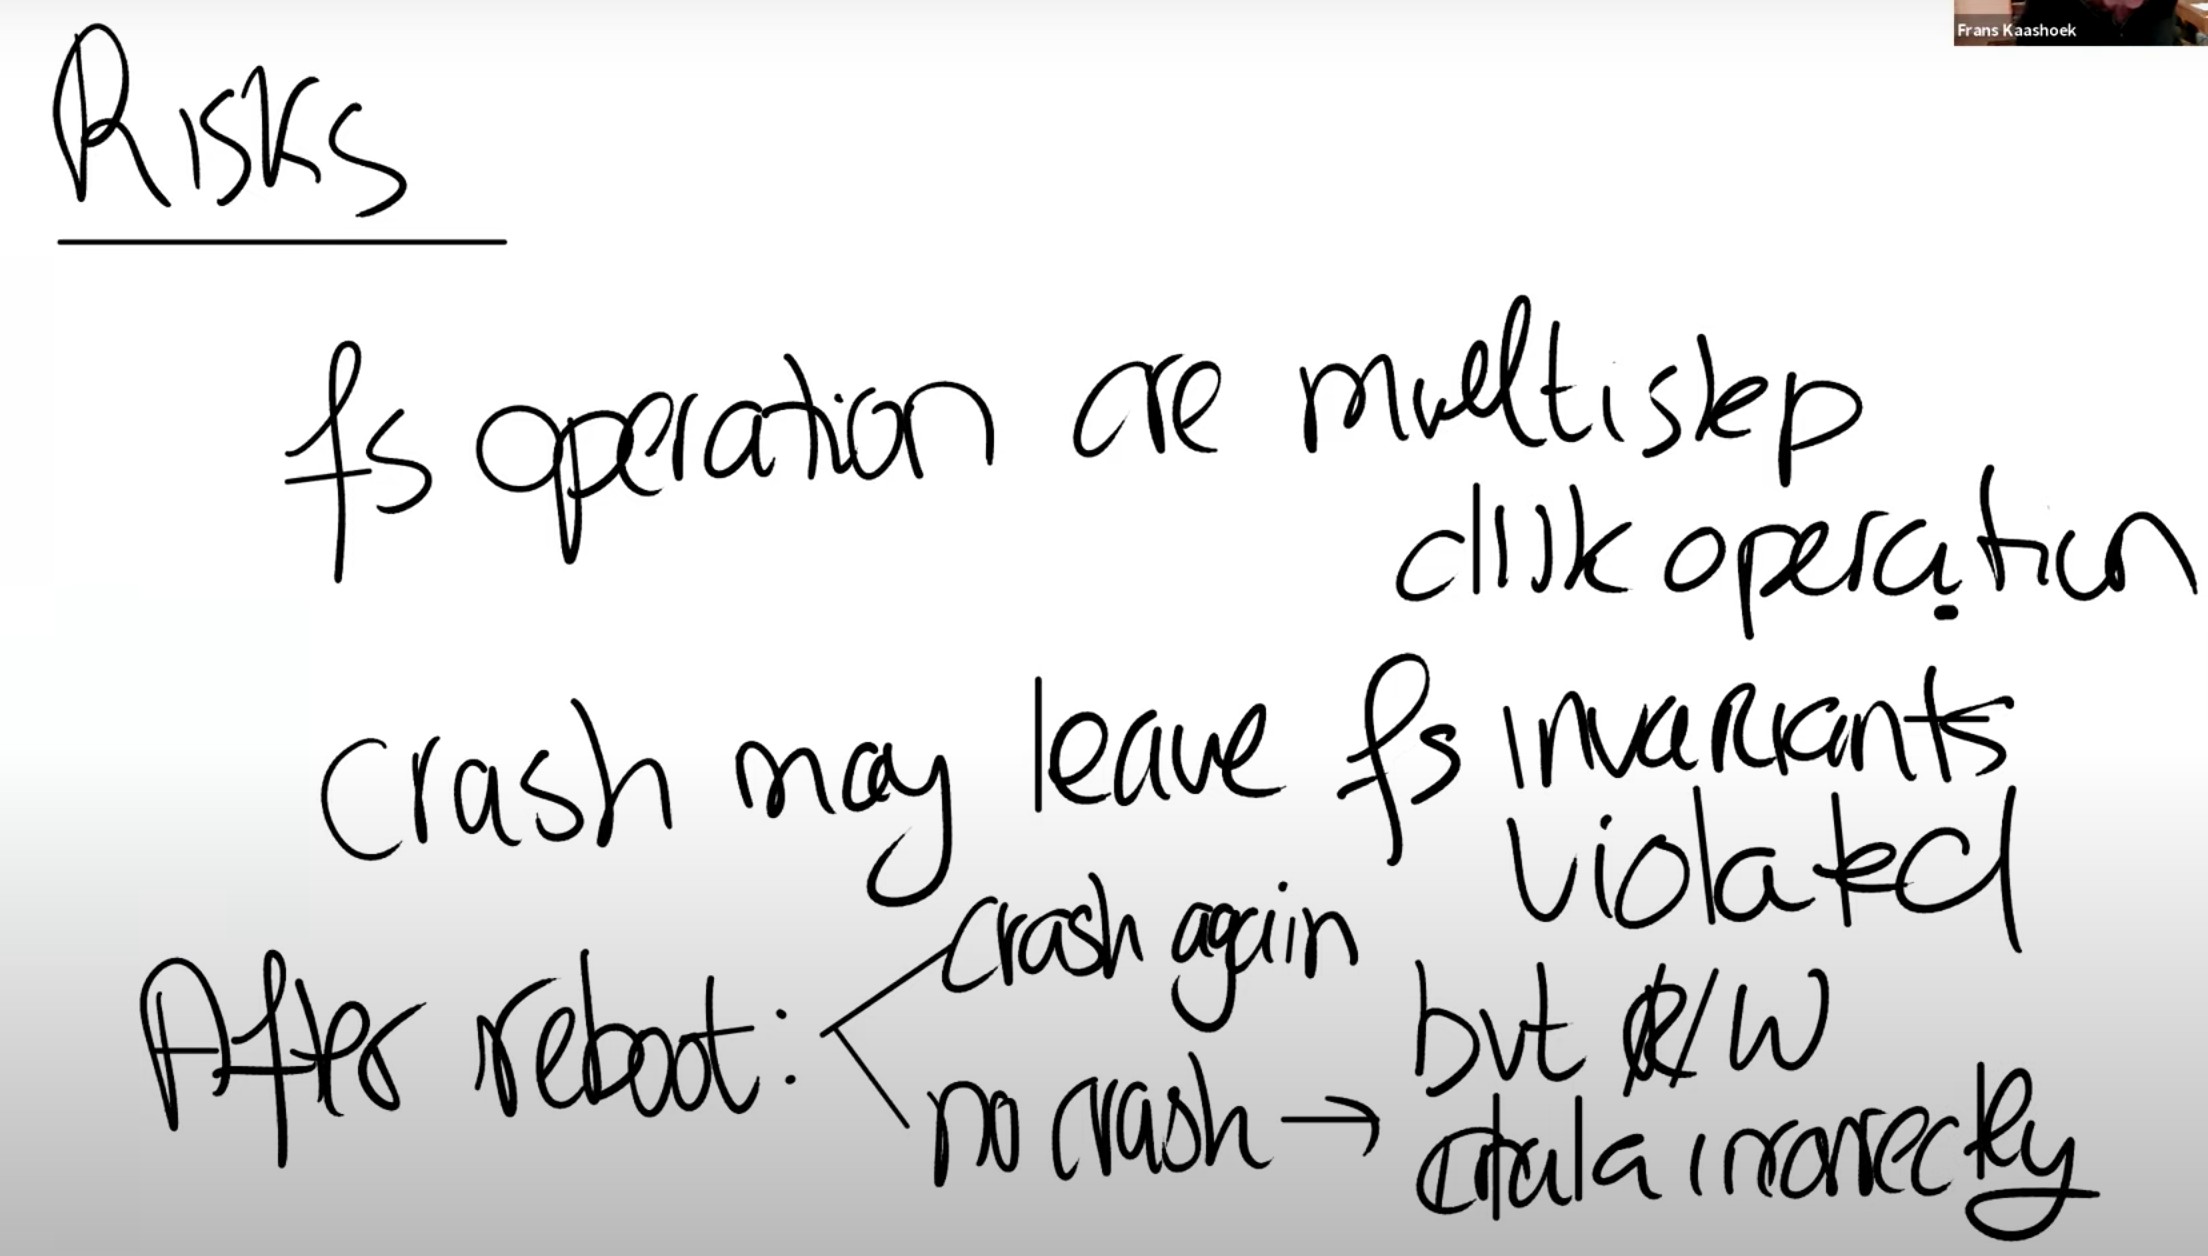 Frans Kaashoek
Risks
fs operation are multistep
disk operation
crash may leave fs invariants
violated
After reboot:
crash again
no crash →
but R/W
data incorrectly